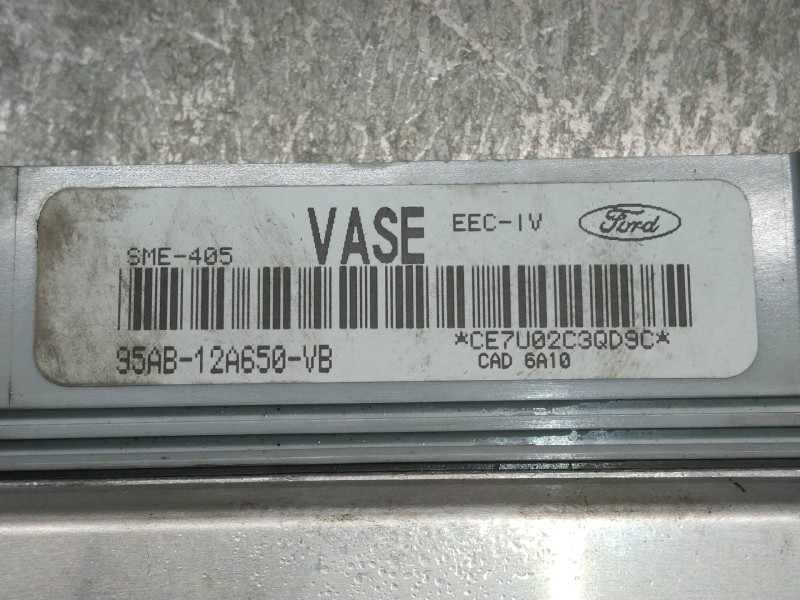 VASE EEC-IV Ford
SME-405
*CE7U02C3QD9C*
95AB-12A650-VB CAD 6A10